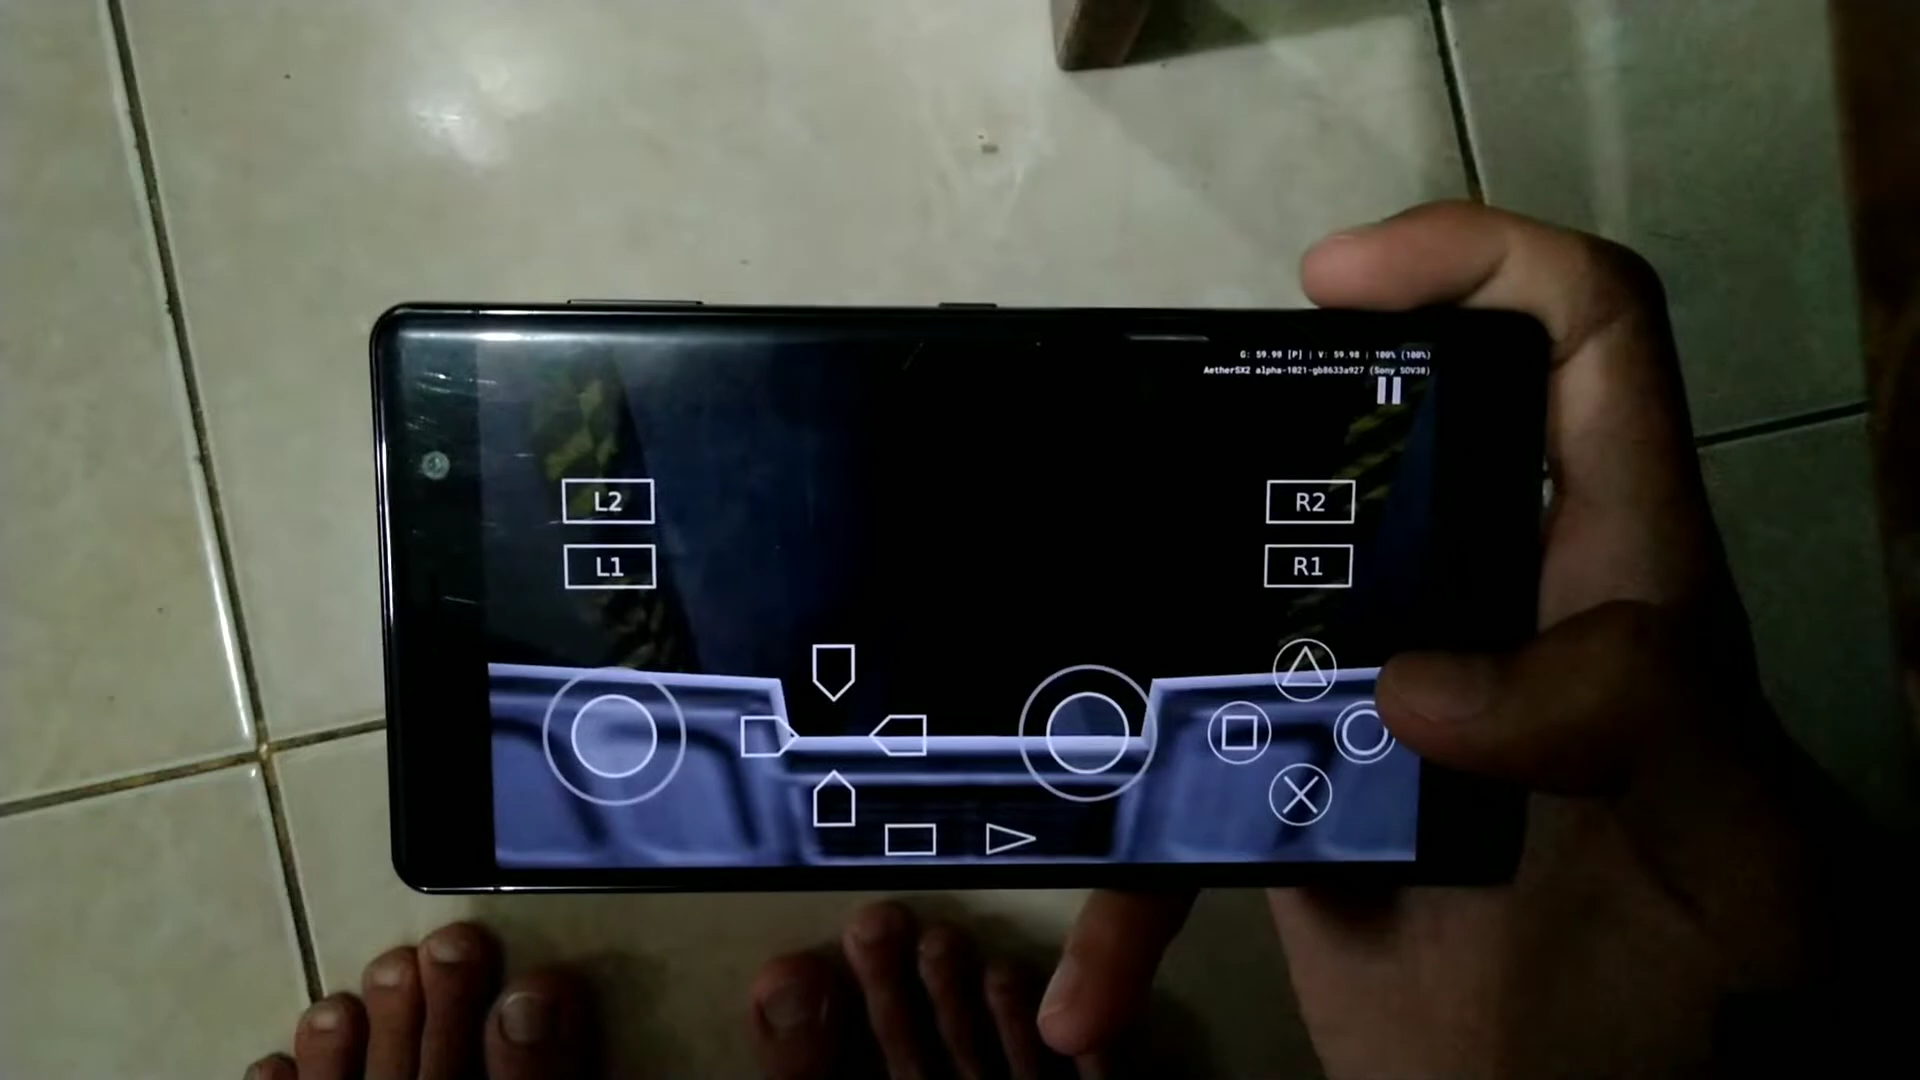 G: 59.98 [P] | V: 59.98 | 100% (100%)
AetherSX2 alpha-1021-gb8633a927 (Sony SOV38)
L2
R2
L1
R1